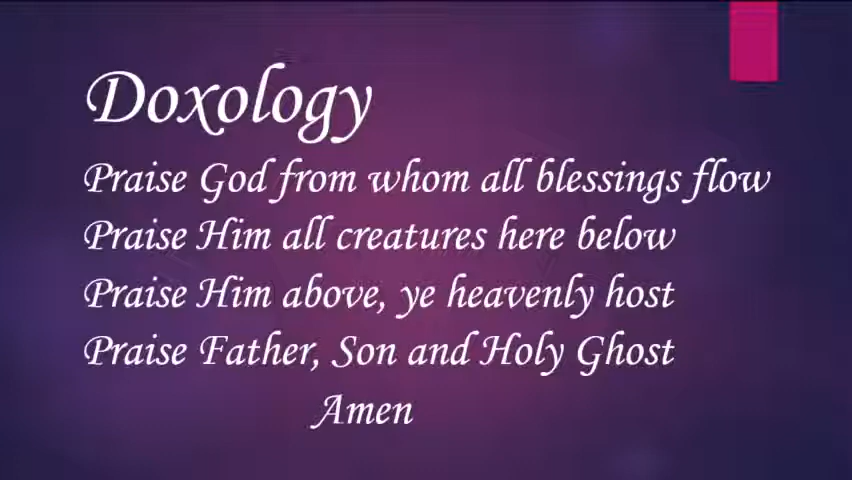 Doxology
Praise God from whom all blessings flow
Praise Him all creatures here below
Praise Him above, ye heavenly host
Praise Father, Son and Holy Ghost
Amen